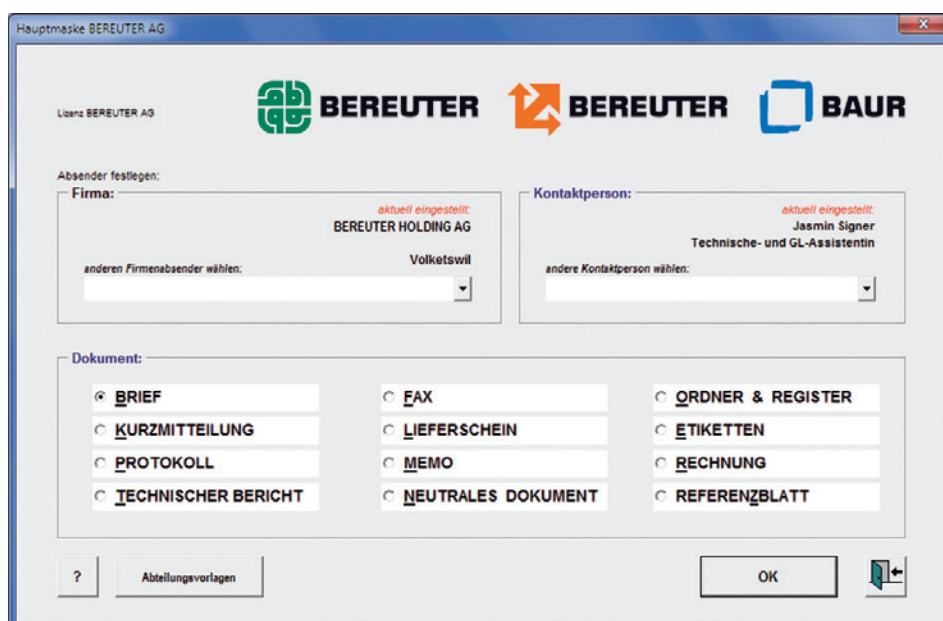 Hauptmaske BEREUTER AG
Lizenz BEREUTER AG
BEREUTER
BEREUTER
BAUR
Absender festlegen:
Firma:
aktuell eingestellt:
BEREUTER HOLDING AG
Volketswil
anderen Firmenabsender wählen:
Kontaktperson:
aktuell eingestellt:
Jasmin Signer
Technische- und GL-Assistentin
andere Kontaktperson wählen:
Dokument:
BRIEF
FAX
ORDNER & REGISTER
KURZMITTEILUNG
LIEFERSCHEIN
ETIKETTEN
PROTOKOLL
MEMO
RECHNUNG
TECHNISCHER BERICHT
NEUTRALES DOKUMENT
REFERENZBLATT
?
Abteilungsvorlagen
OK